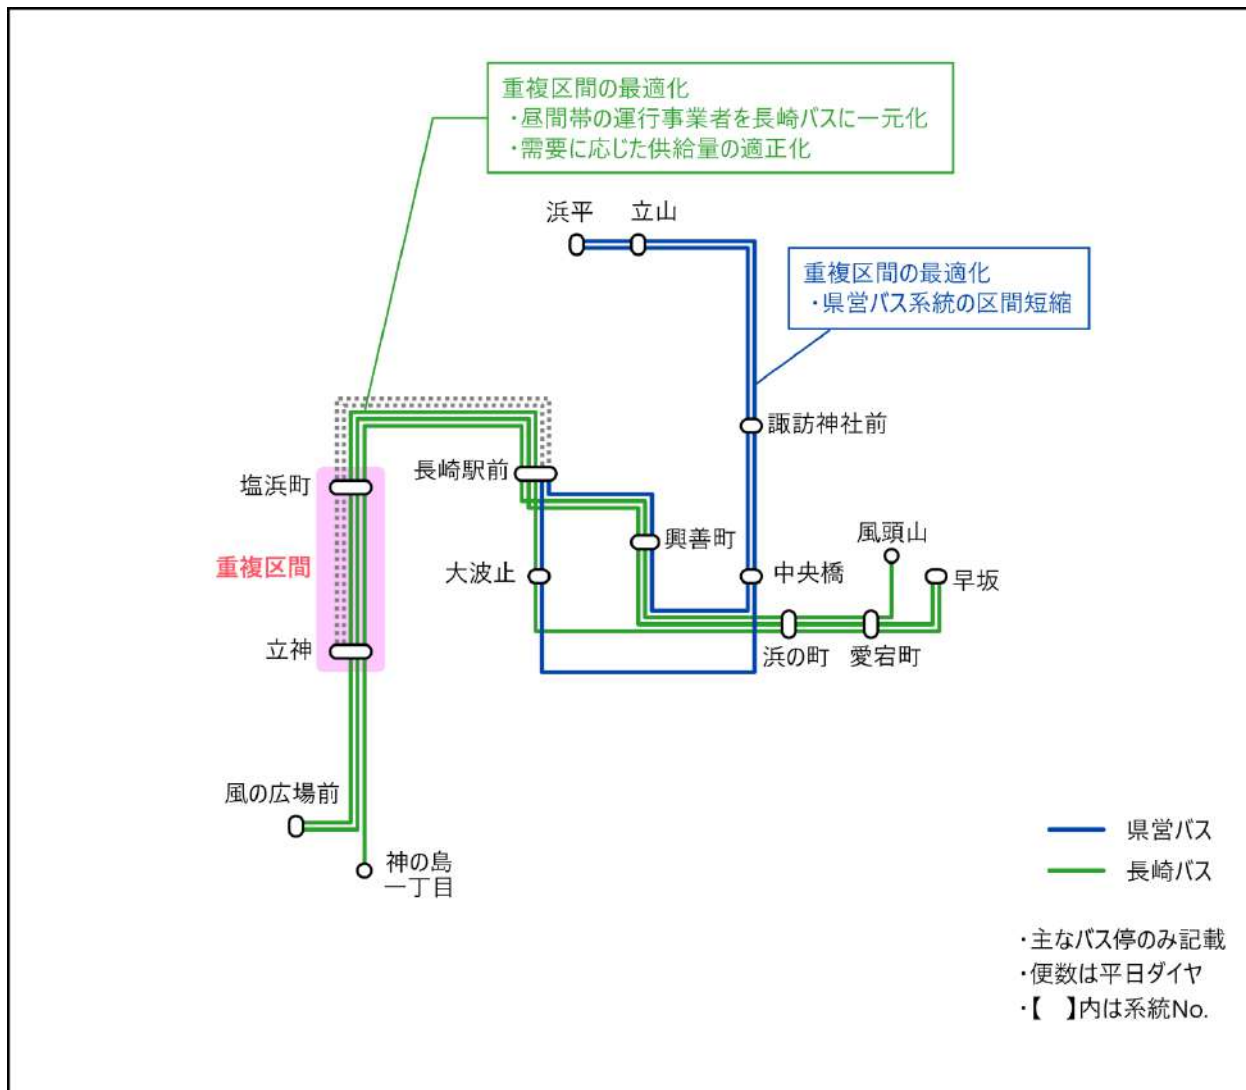 重複区間の最適化
・昼間帯の運行事業者を長崎バスに一元化
・需要に応じた供給量の適正化
浜平
立山
重複区間の最適化
・県営バス系統の区間短縮
諏訪神社前
長崎駅前
塩浜町
興善町
風頭山
重複区間
大波止
中央橋
早坂
立神
浜の町
愛宕町
風の広場前
神の島
一丁目
県営バス
長崎バス
・主なバス停のみ記載
・便数は平日ダイヤ
・【　】内は系統No.